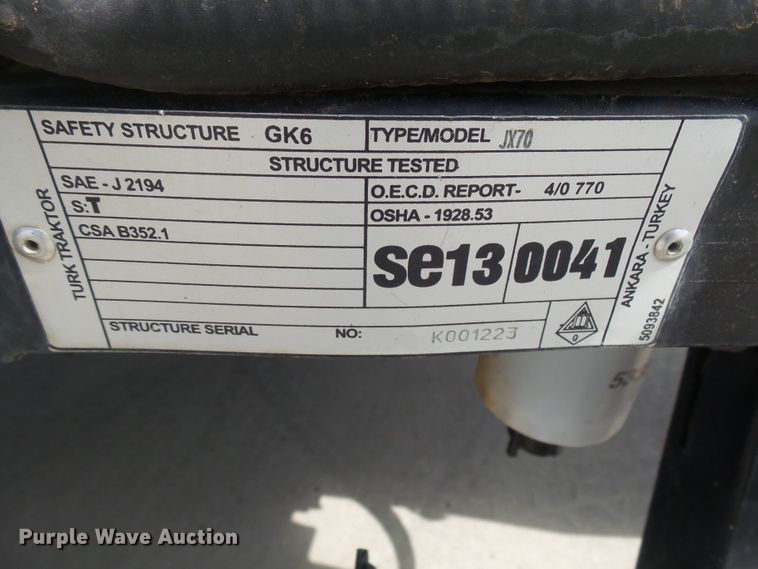 SAFETY STRUCTURE GK6 TYPE/MODEL JX70
STRUCTURE TESTED
SAE - J 2194 O.E.C.D. REPORT- 4/0 770
S:T OSHA - 1928.53
CSA B352.1
se13 0041
STRUCTURE SERIAL NO: K001223
TURK TRAKTOR
ANKARA - TURKEY
5093842
Purple Wave Auction